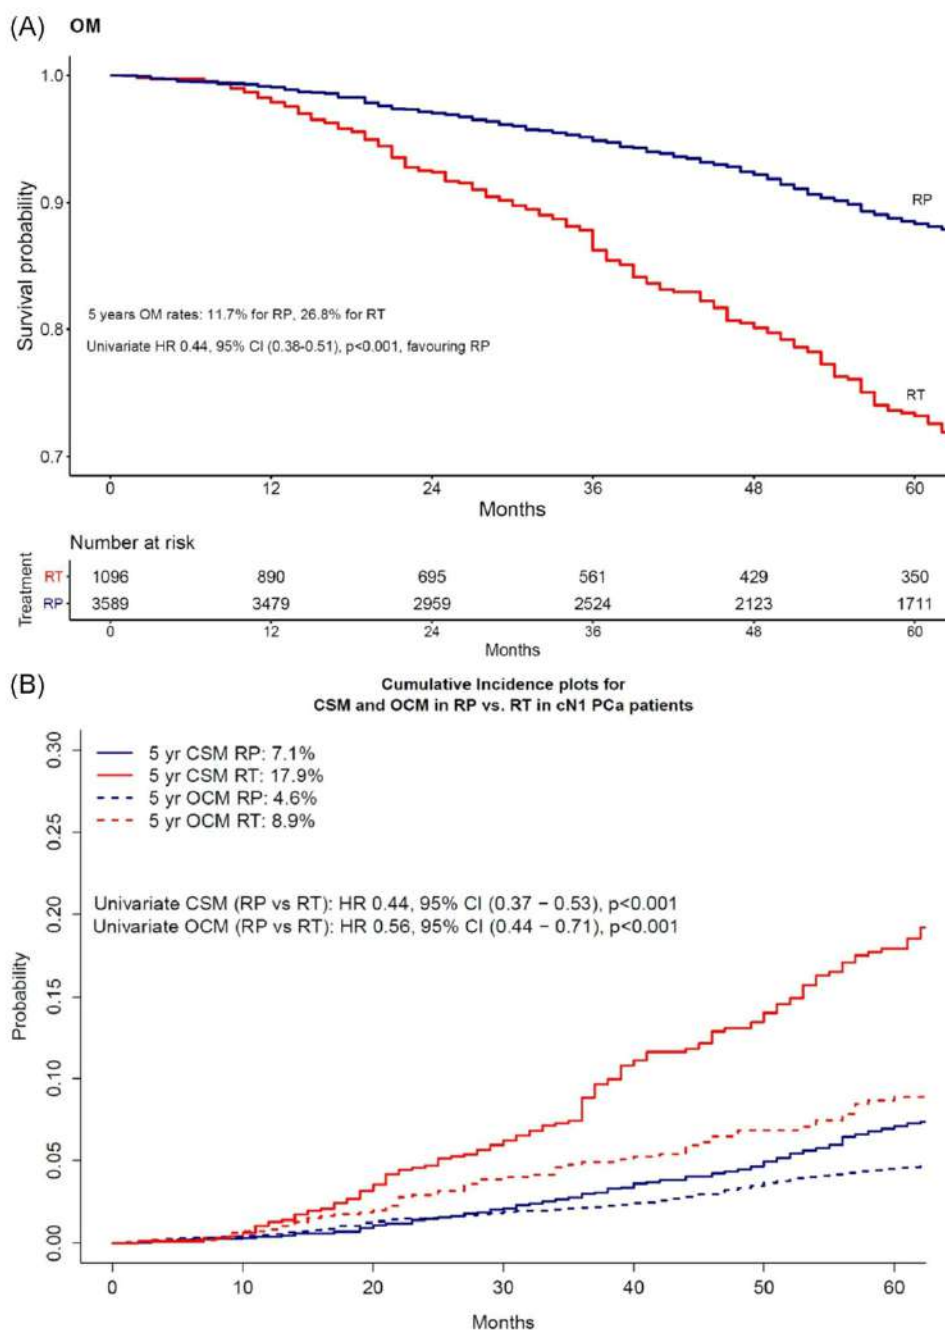 (A) OM
1.0
0.9
0.8
0.7
Survival probability
RP
RT
5 years OM rates: 11.7% for RP, 26.8% for RT
Univariate HR 0.44, 95% CI (0.38-0.51), p<0.001, favouring RP
0 12 24 36 48 60
Months
Number at risk
Treatment
RT 1096 890 695 561 429 350
RP 3589 3479 2959 2524 2123 1711
0 12 24 36 48 60
Months
(B)
Cumulative Incidence plots for
CSM and OCM in RP vs. RT in cN1 PCa patients
5 yr CSM RP: 7.1%
5 yr CSM RT: 17.9%
5 yr OCM RP: 4.6%
5 yr OCM RT: 8.9%
Univariate CSM (RP vs RT): HR 0.44, 95% CI (0.37 − 0.53), p<0.001
Univariate OCM (RP vs RT): HR 0.56, 95% CI (0.44 − 0.71), p<0.001
0.30
0.25
0.20
0.15
0.10
0.05
0.00
Probability
0 10 20 30 40 50 60
Months